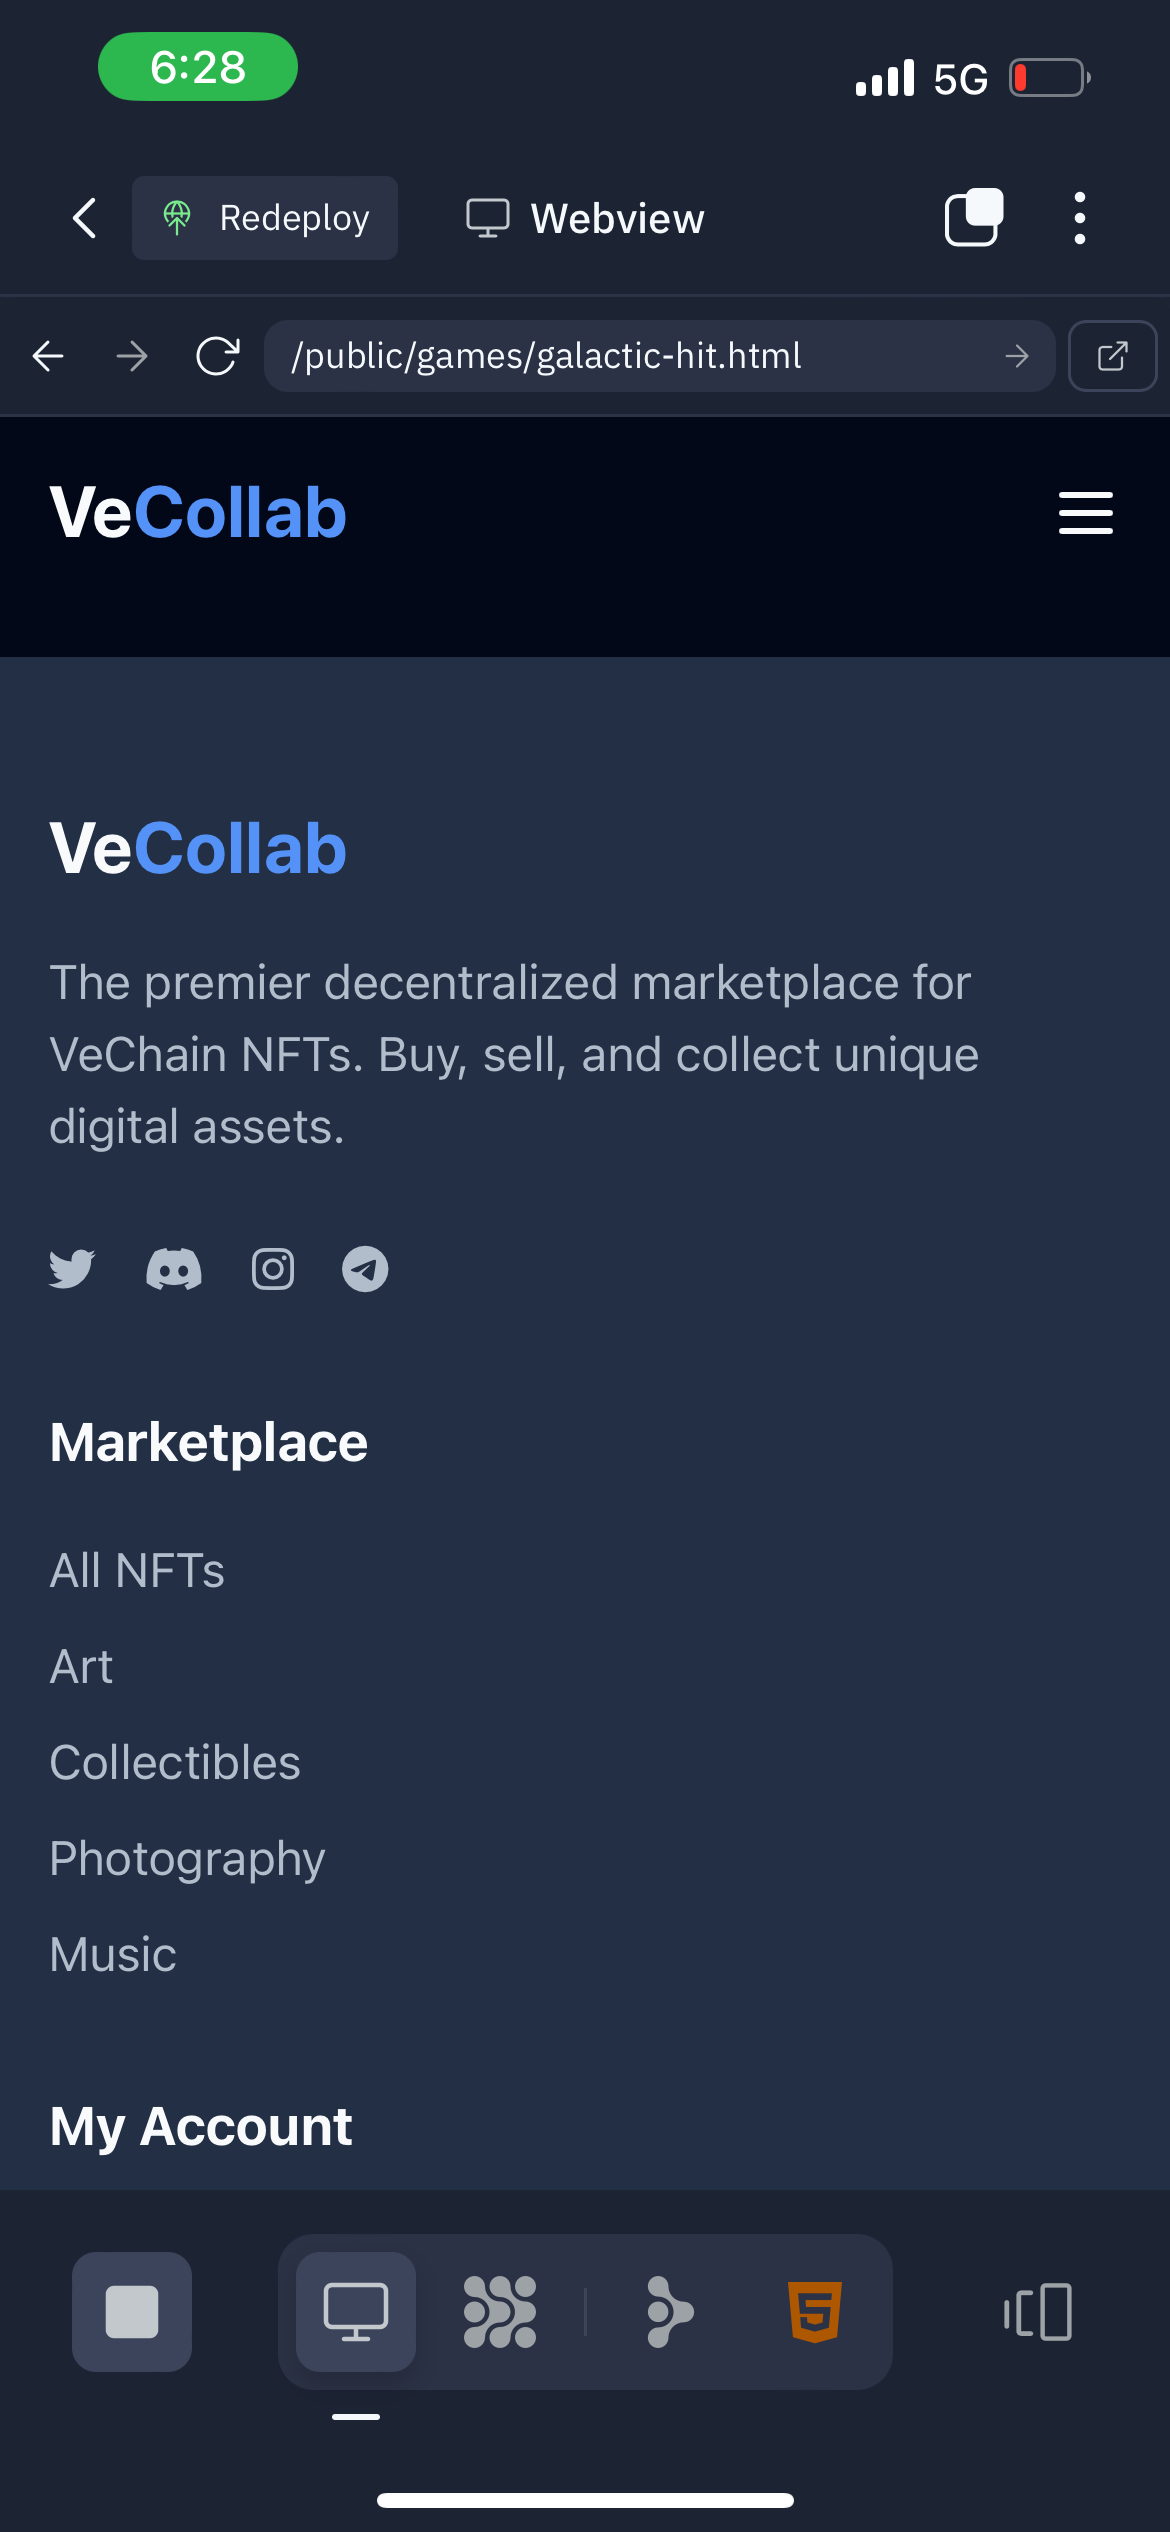 6:28
5G
Redeploy
Webview
/public/games/galactic-hit.html
VeCollab
VeCollab
The premier decentralized marketplace for
VeChain NFTs. Buy, sell, and collect unique
digital assets.
Marketplace
All NFTs
Art
Collectibles
Photography
Music
My Account